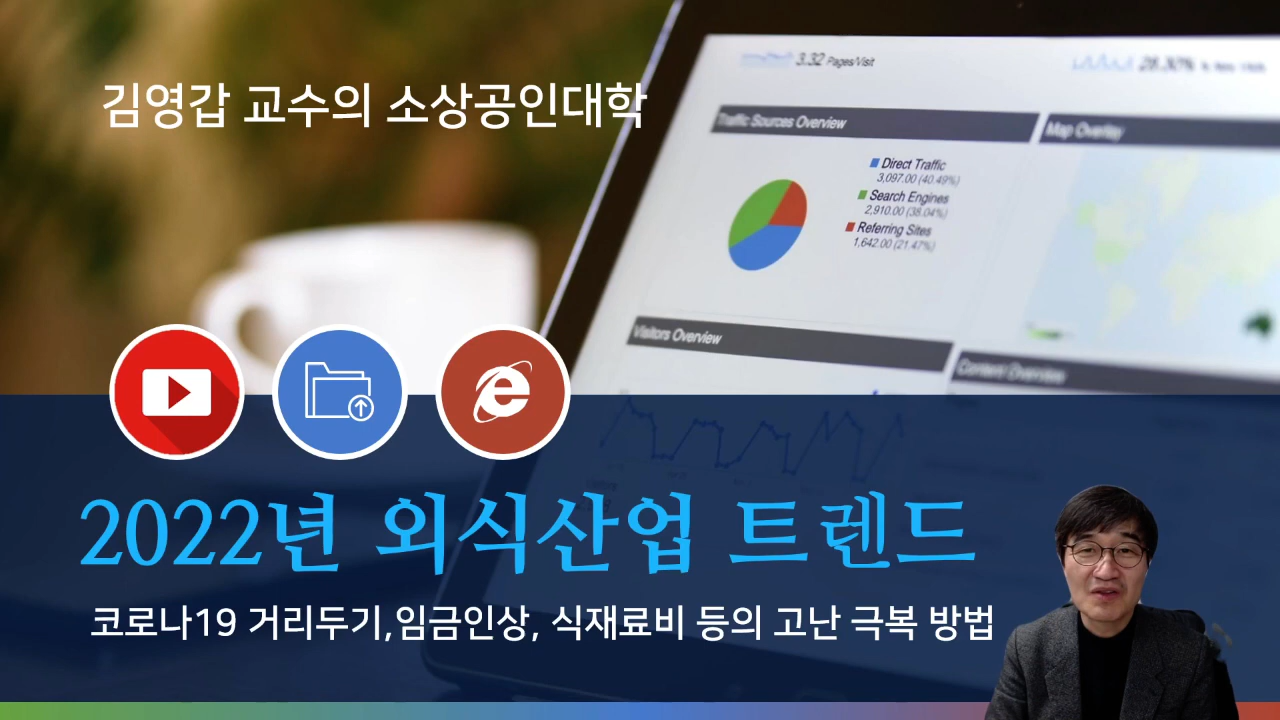 김영갑 교수의 소상공인대학
3.32 Pages/Visit
Traffic Sources Overview
Map Overlay
Direct Traffic
3,097.00 (40.49%)
Search Engines
2,910.00 (38.04%)
Referring Sites
1,642.00 (21.47%)
Visitors Overview
Content Overview
2022년 외식산업 트렌드
코로나19 거리두기,임금인상, 식재료비 등의 고난 극복 방법